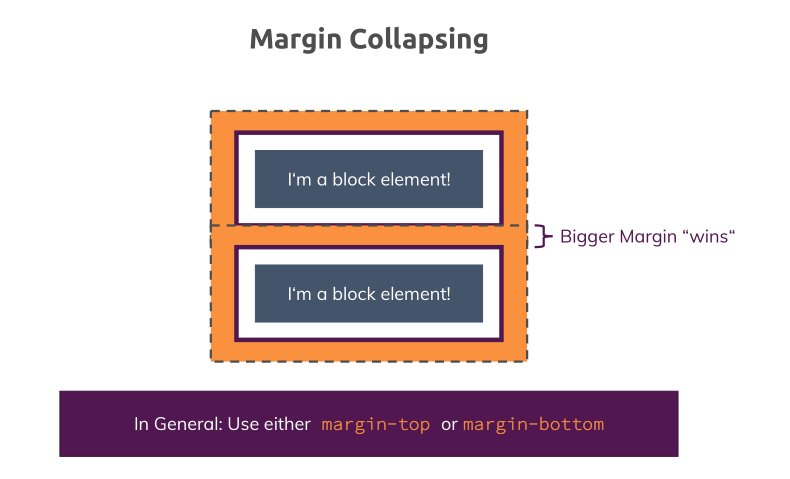 Margin Collapsing
I‘m a block element!
Bigger Margin “wins“
I‘m a block element!
In General: Use either margin-top or margin-bottom